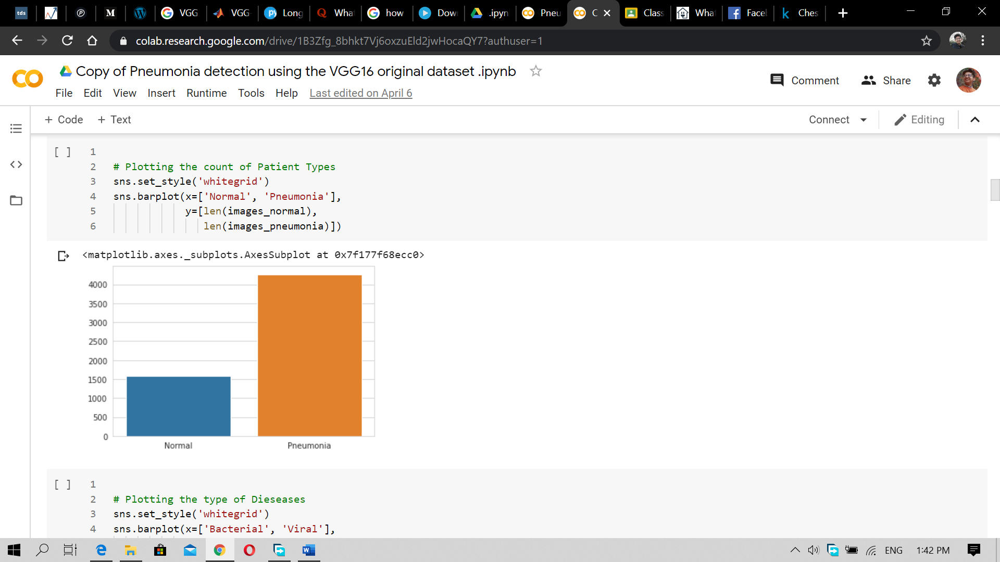 tds
M
VGG
VGG
Long
Wha
how
Dow
.ipyn
Pneu
C
Class
Wha
Facel
Ches
colab.research.google.com/drive/1B3Zfg_8bhkt7Vj6oxzuEld2jwHocaQY7?authuser=1
Copy of Pneumonia detection using the VGG16 original dataset .ipynb
Comment
Share
File Edit View Insert Runtime Tools Help Last edited on April 6
+ Code + Text
Connect
Editing
[ ] 1
2 # Plotting the count of Patient Types
3 sns.set_style('whitegrid')
4 sns.barplot(x=['Normal', 'Pneumonia'],
5 y=[len(images_normal),
6 len(images_pneumonia)])
<matplotlib.axes._subplots.AxesSubplot at 0x7f177f68ecc0>
4000
3500
3000
2500
2000
1500
1000
500
0
Normal Pneumonia
[ ] 1
2 # Plotting the type of Dieseases
3 sns.set_style('whitegrid')
4 sns.barplot(x=['Bacterial', 'Viral'],
ENG 1:42 PM